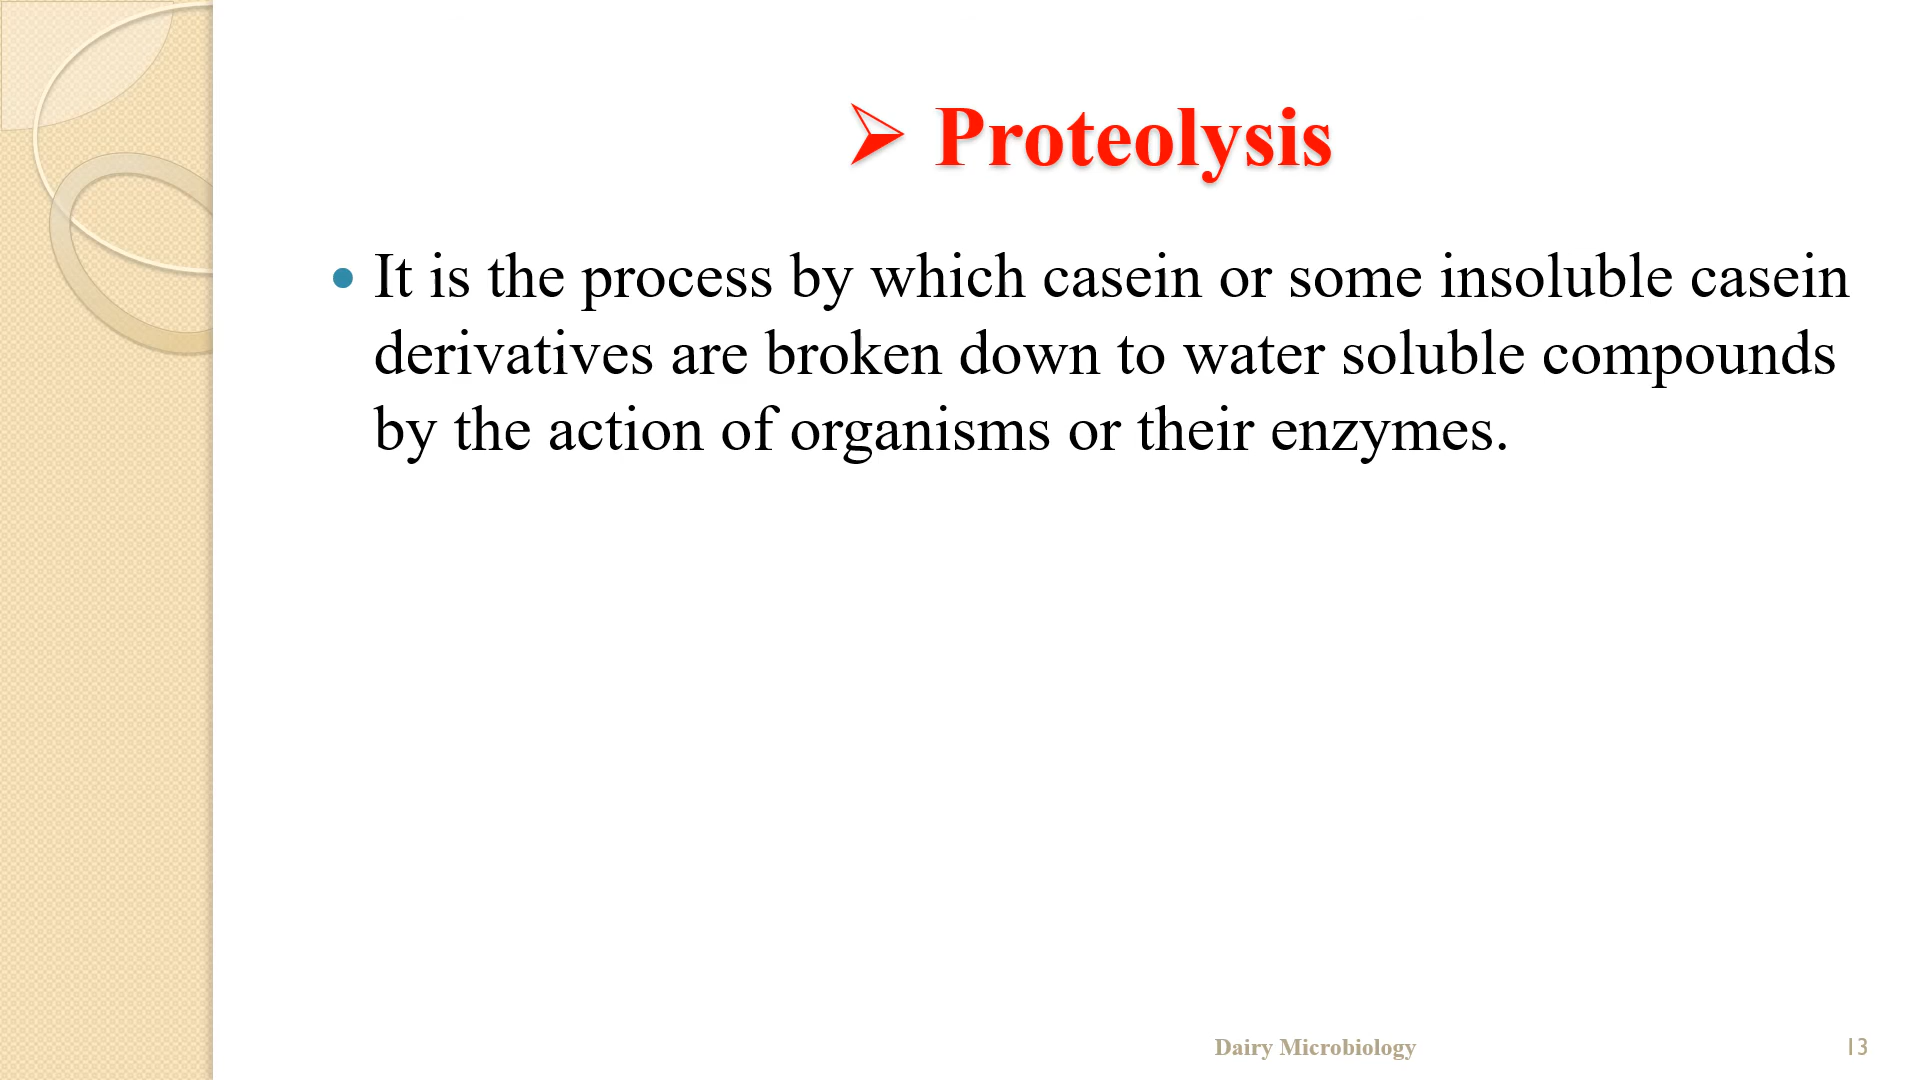 ➢ Proteolysis
• It is the process by which casein or some insoluble casein
derivatives are broken down to water soluble compounds
by the action of organisms or their enzymes.
Dairy Microbiology
13